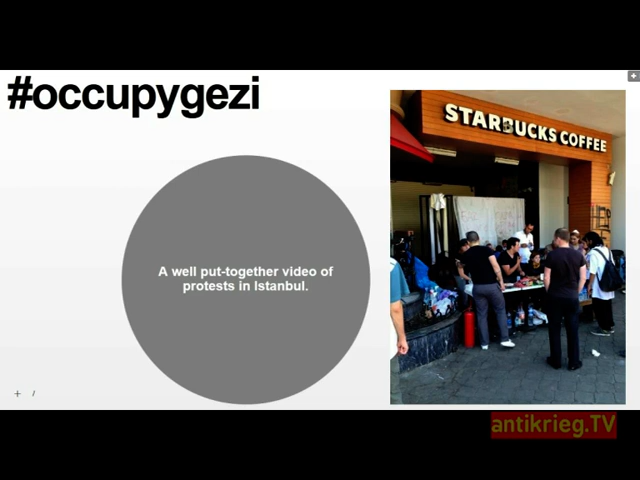 #occupygezi
STARBUCKS COFFEE
A well put-together video of
protests in Istanbul.
+ /
antikrieg.TV